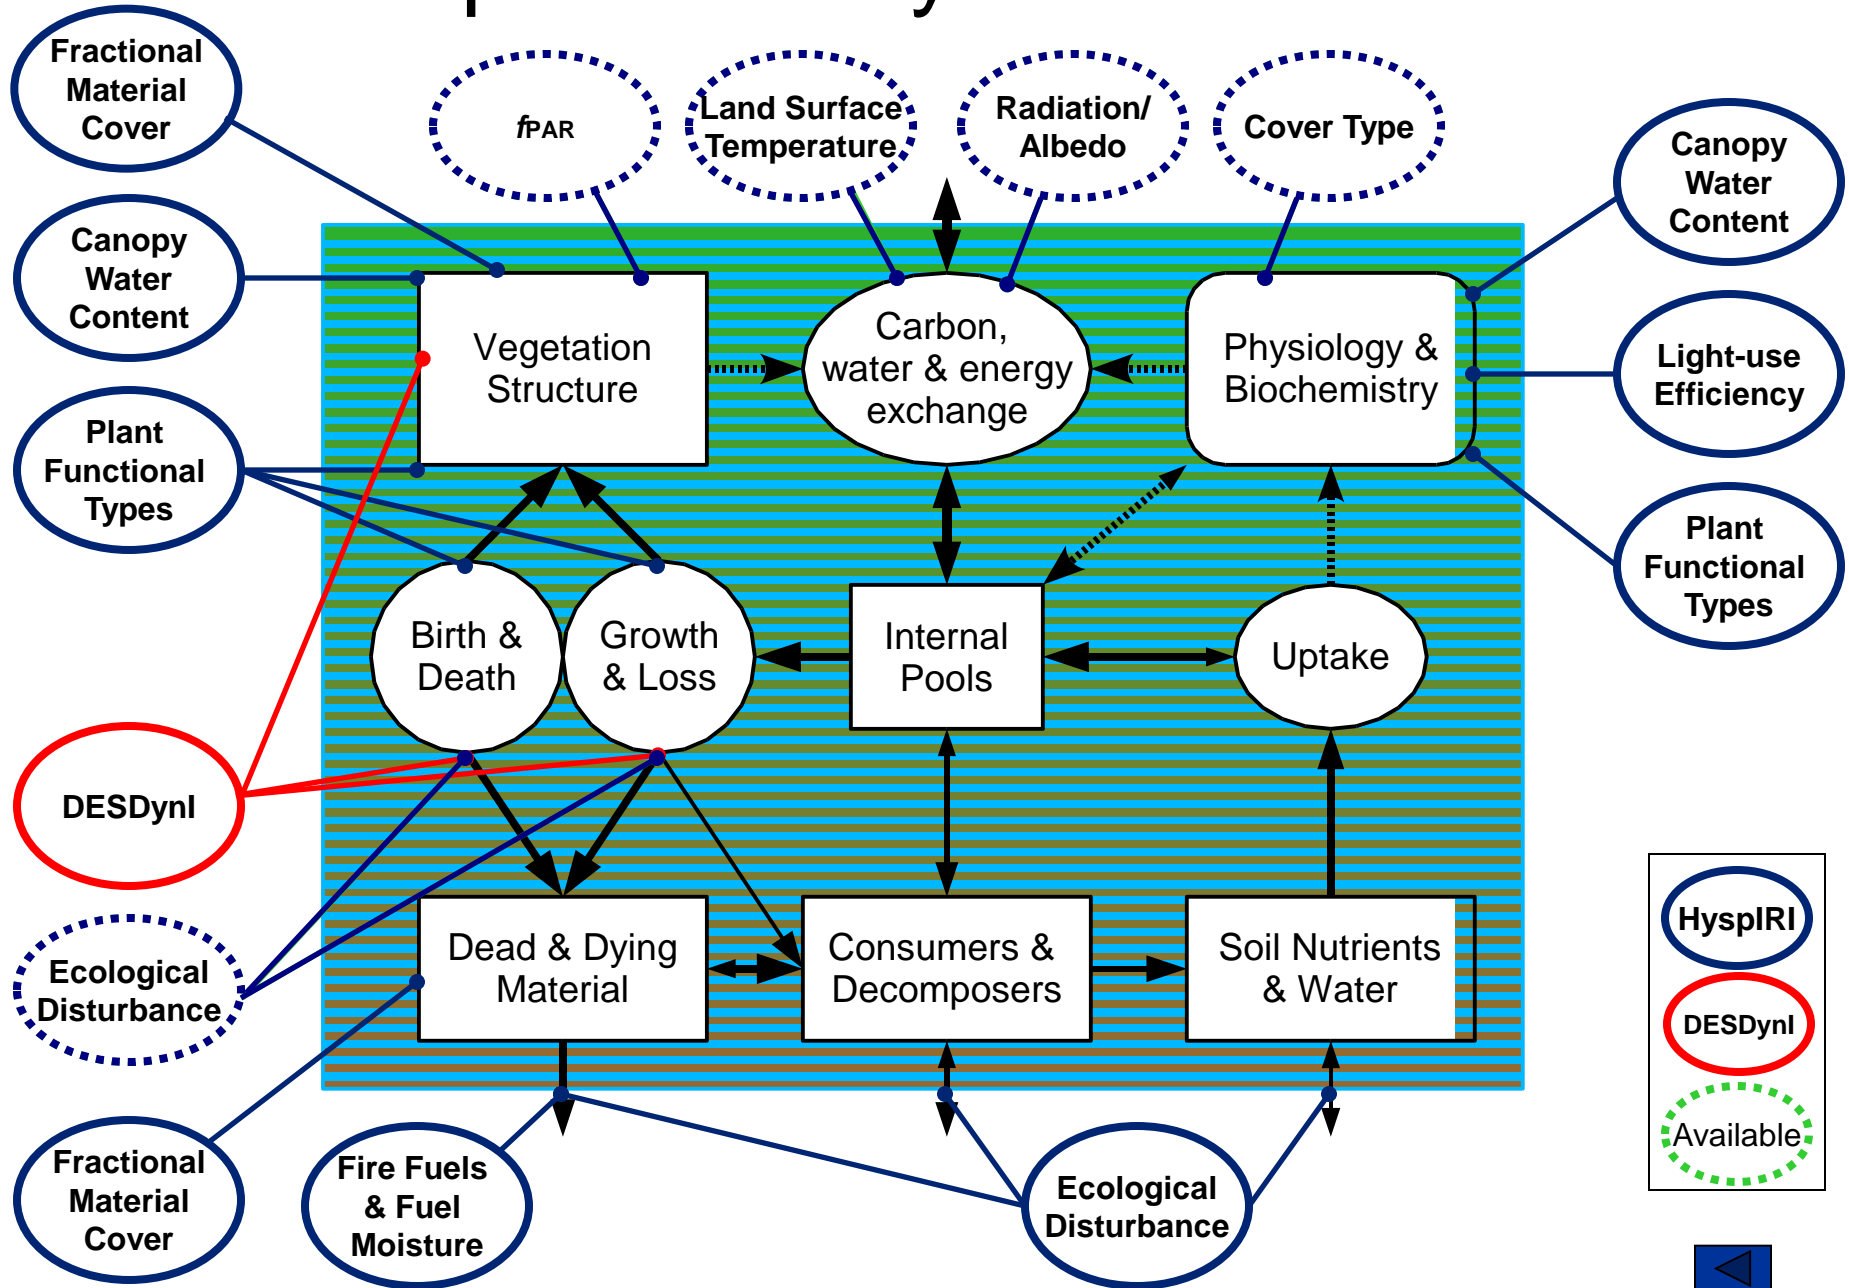 Fractional
Material
Cover
fPAR
Land Surface
Temperature
Radiation/
Albedo
Cover Type
Canopy
Water
Content
Canopy
Water
Content
Vegetation
Structure
Carbon,
water & energy
exchange
Physiology &
Biochemistry
Light-use
Efficiency
Plant
Functional
Types
Plant
Functional
Types
Birth &
Death
Growth
& Loss
Internal
Pools
Uptake
DESDynI
Ecological
Disturbance
Dead & Dying
Material
Consumers &
Decomposers
Soil Nutrients
& Water
HyspIRI
DESDynI
Available
Fractional
Material
Cover
Fire Fuels
& Fuel
Moisture
Ecological
Disturbance